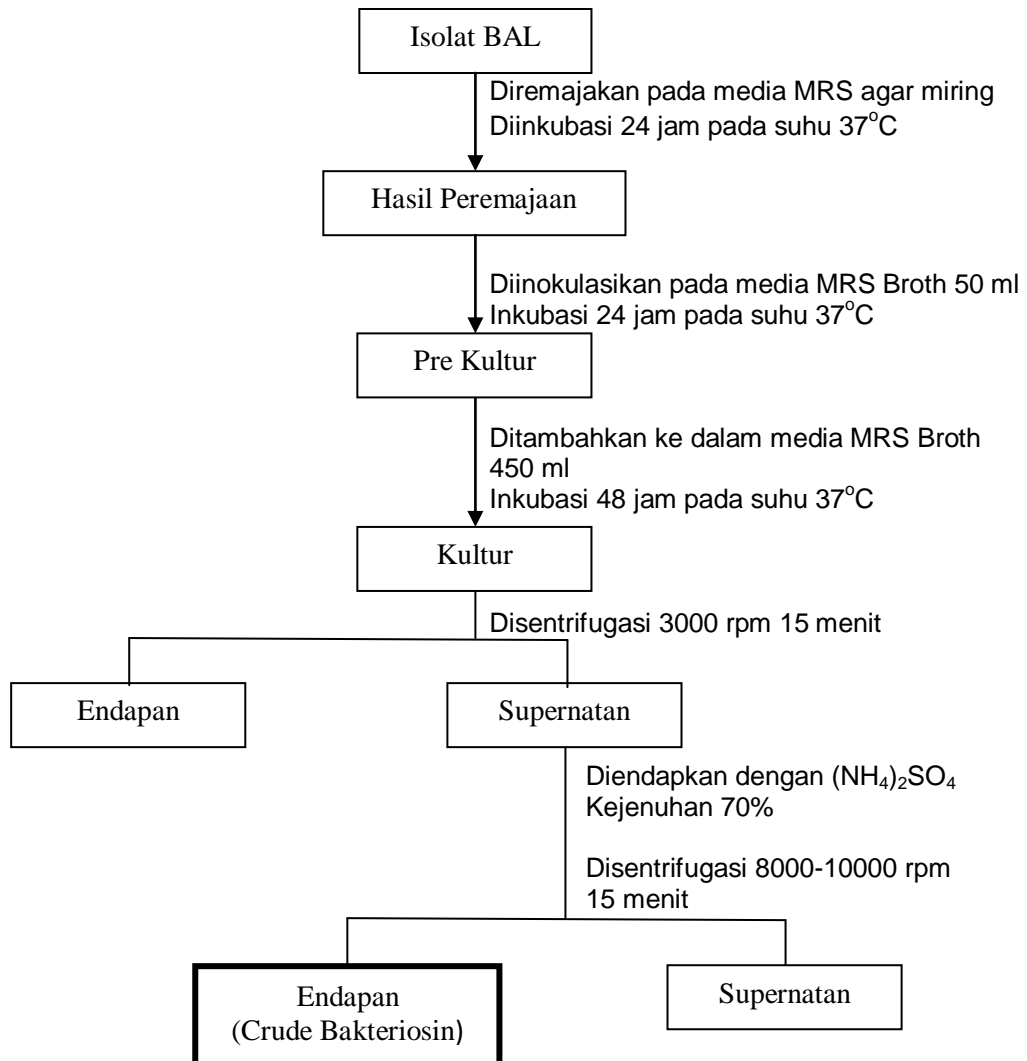 Isolat BAL
Diremajakan pada media MRS agar miring
Diinkubasi 24 jam pada suhu 37°C
Hasil Peremajaan
Diinokulasikan pada media MRS Broth 50 ml
Inkubasi 24 jam pada suhu 37°C
Pre Kultur
Ditambahkan ke dalam media MRS Broth
450 ml
Inkubasi 48 jam pada suhu 37°C
Kultur
Disentrifugasi 3000 rpm 15 menit
Endapan
Supernatan
Diendapkan dengan (NH₄)₂SO₄
Kejenuhan 70%
Disentrifugasi 8000-10000 rpm
15 menit
Endapan
(Crude Bakteriosin)
Supernatan